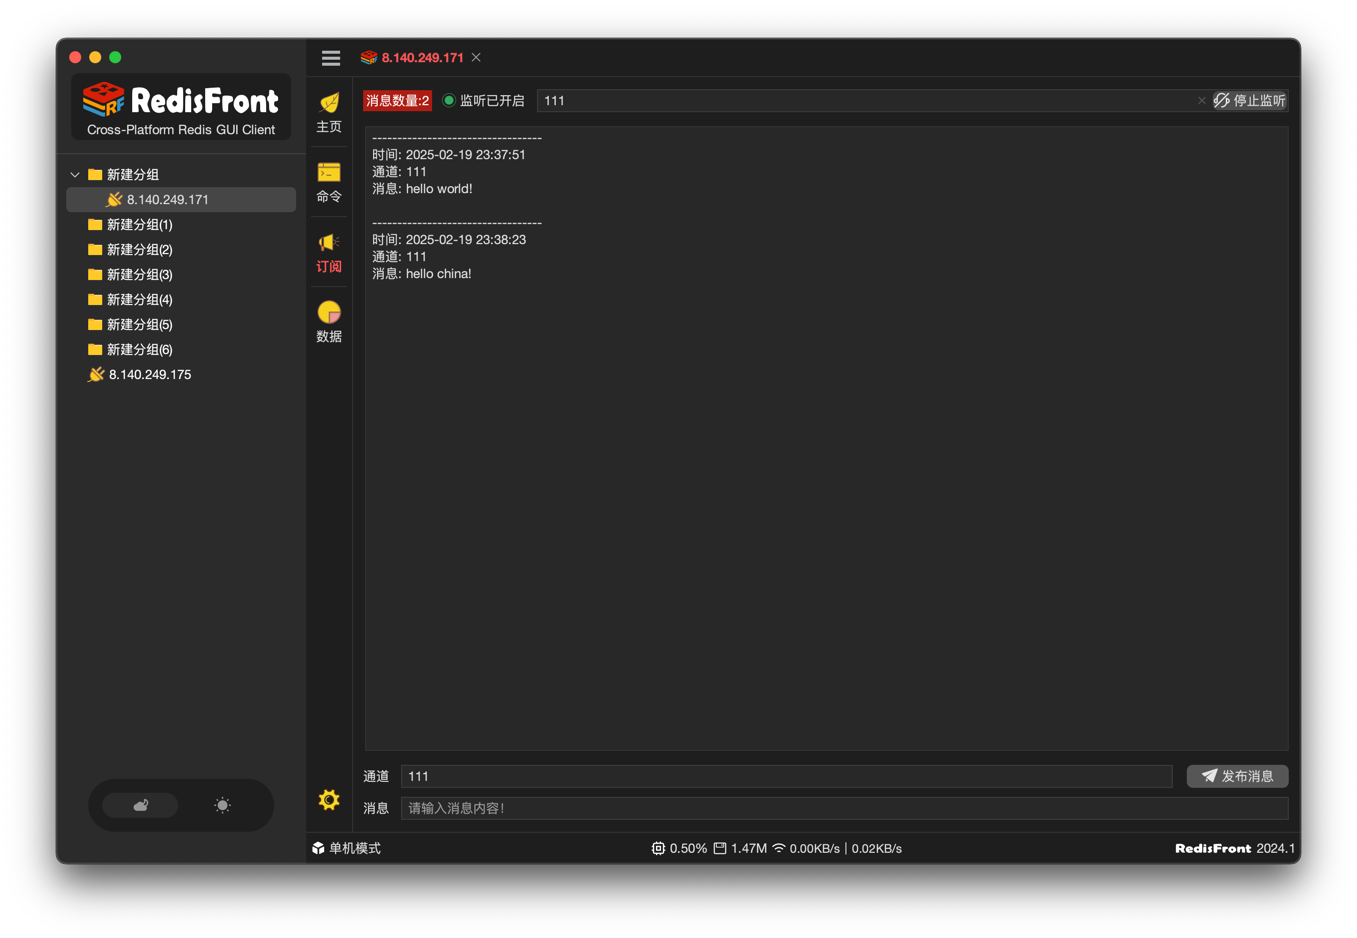 RedisFront
Cross-Platform Redis GUI Client
新建分组
8.140.249.171
新建分组(1)
新建分组(2)
新建分组(3)
新建分组(4)
新建分组(5)
新建分组(6)
8.140.249.175
8.140.249.171
主页
命令
订阅
数据
消息数量:2 监听已开启 111 停止监听
----------------------------------
时间: 2025-02-19 23:37:51
通道: 111
消息: hello world!
----------------------------------
时间: 2025-02-19 23:38:23
通道: 111
消息: hello china!
通道 111 发布消息
消息 请输入消息内容!
单机模式 0.50% 1.47M 0.00KB/s | 0.02KB/s RedisFront 2024.1